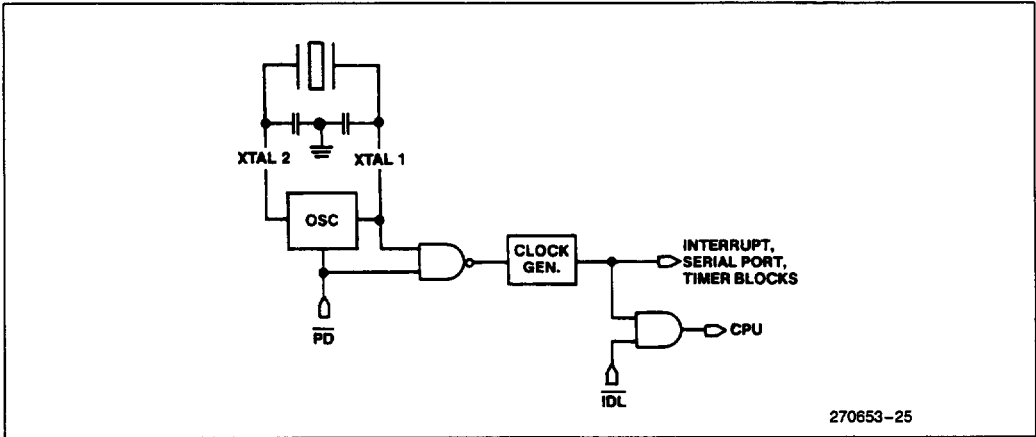 XTAL 2
XTAL 1
OSC
CLOCK
GEN.
INTERRUPT,
SERIAL PORT,
TIMER BLOCKS
CPU
PD
IDL
270653-25